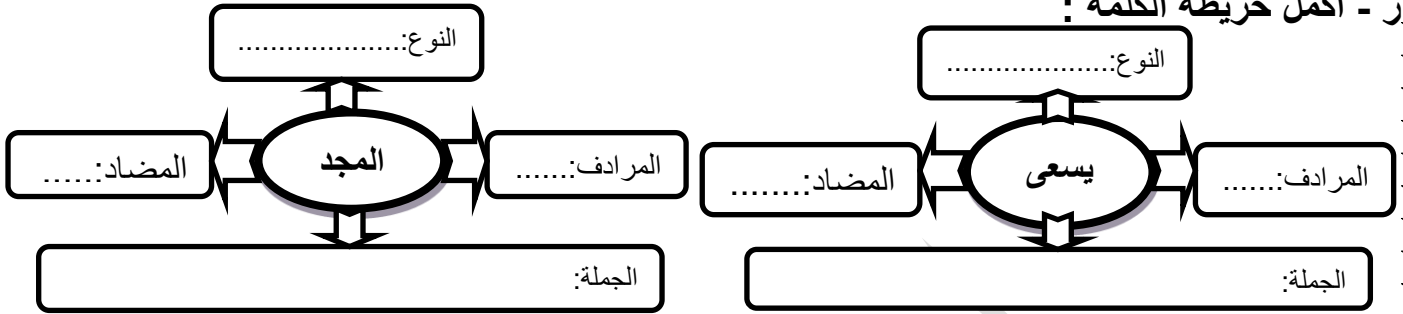 ر - أكمل خريطة الكلمة :
النوع:....................
المرادف:......
يسعى
المضاد:.......
الجملة:
النوع:....................
المرادف:......
المجد
المضاد:.....
الجملة: